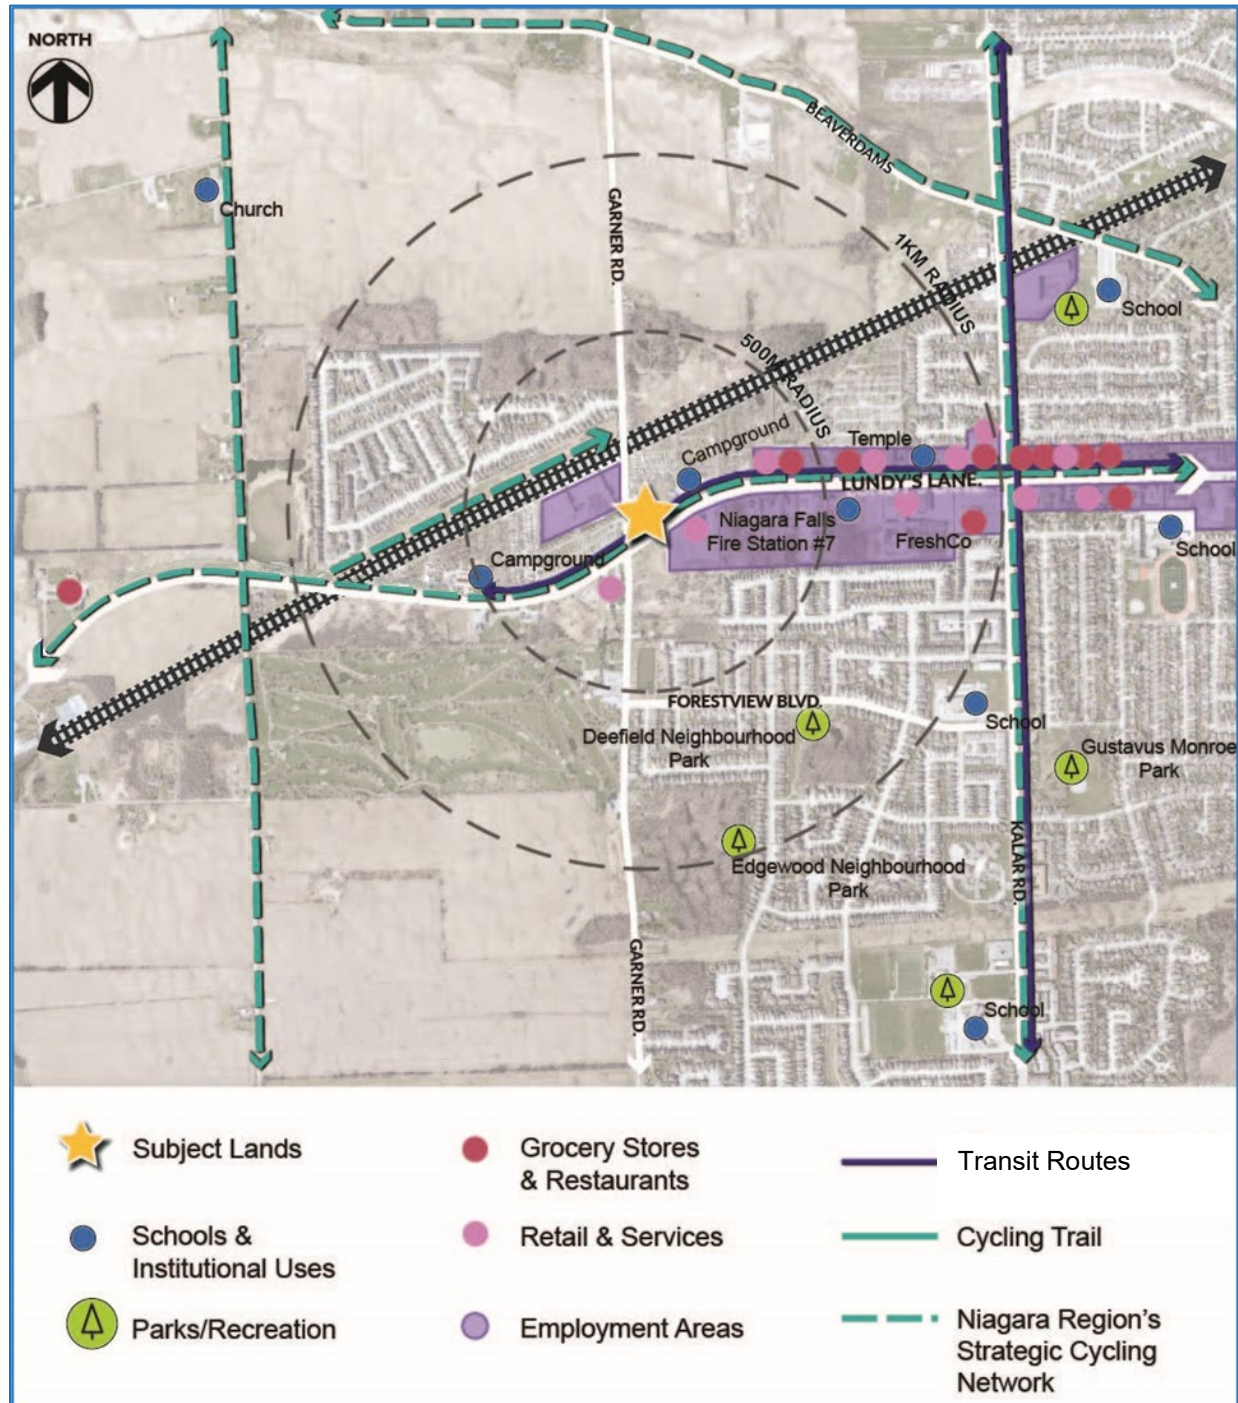 NORTH
BEAVERDAMS
Church
GARNER RD.
1KM RADIUS
School
500M RADIUS
Campground
Temple
LUNDY'S LANE.
Niagara Falls
Fire Station #7
FreshCo
School
Campground
FORESTVIEW BLVD.
School
Deefield Neighbourhood
Park
Gustavus Monroe
Park
KALAR RD.
Edgewood Neighbourhood
Park
GARNER RD.
School
Subject Lands
Grocery Stores
& Restaurants
Transit Routes
Schools &
Institutional Uses
Retail & Services
Cycling Trail
Parks/Recreation
Employment Areas
Niagara Region's
Strategic Cycling
Network